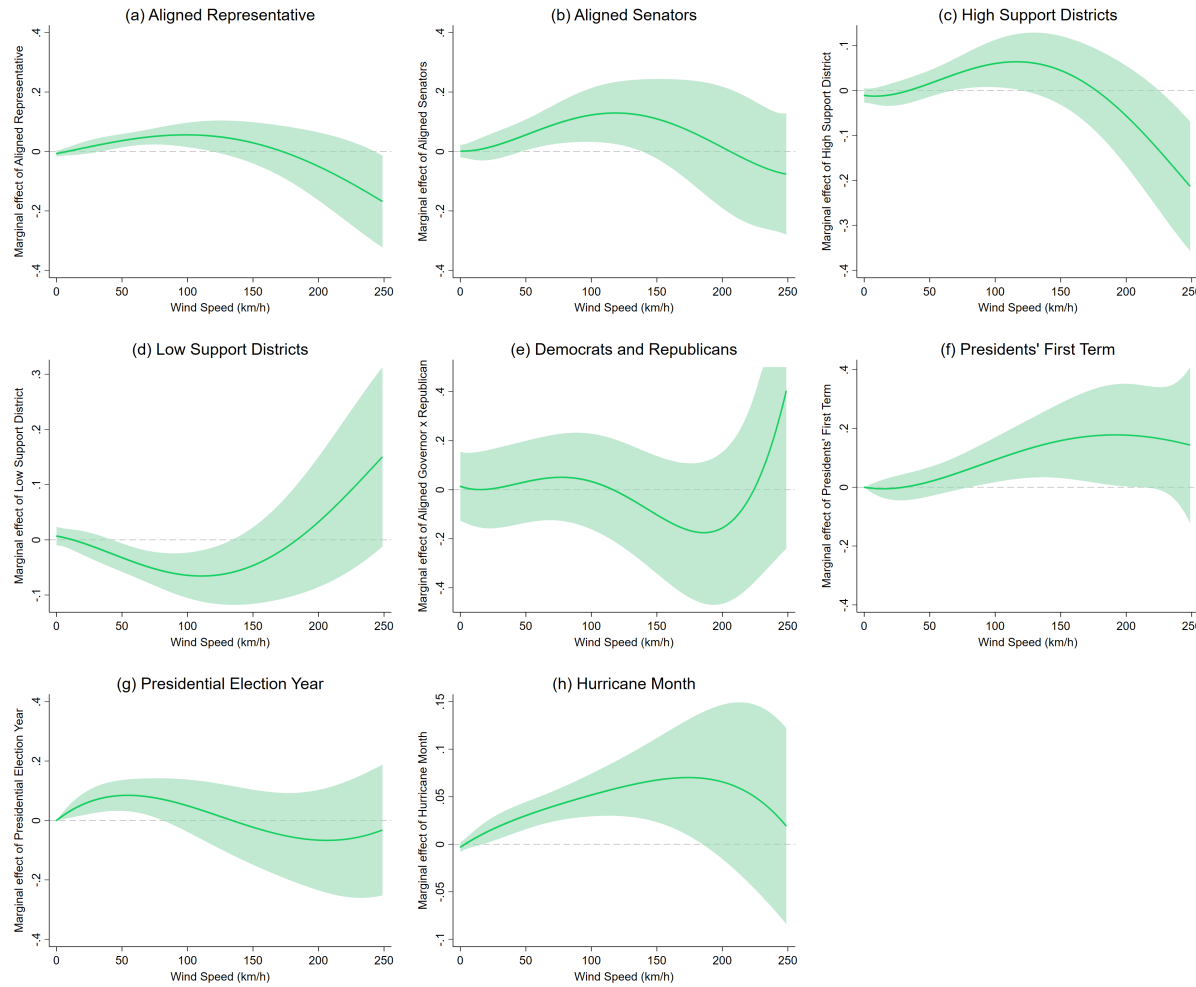 (a) Aligned Representative
Marginal effect of Aligned Representative
.4
.2
0
-.2
-.4
0 50 100 150 200 250
Wind Speed (km/h)
(b) Aligned Senators
Marginal effect of Aligned Senators
.4
.2
0
-.2
-.4
0 50 100 150 200 250
Wind Speed (km/h)
(c) High Support Districts
Marginal effect of High Support District
.1
0
-.1
-.2
-.3
-.4
0 50 100 150 200 250
Wind Speed (km/h)
(d) Low Support Districts
Marginal effect of Low Support District
.3
.2
.1
0
-.1
0 50 100 150 200 250
Wind Speed (km/h)
(e) Democrats and Republicans
Marginal effect of Aligned Governor x Republican
.4
.2
0
-.2
-.4
0 50 100 150 200 250
Wind Speed (km/h)
(f) Presidents' First Term
Marginal effect of Presidents' First Term
.4
.2
0
-.2
-.4
0 50 100 150 200 250
Wind Speed (km/h)
(g) Presidential Election Year
Marginal effect of Presidential Election Year
.4
.2
0
-.2
-.4
0 50 100 150 200 250
Wind Speed (km/h)
(h) Hurricane Month
Marginal effect of Hurricane Month
.15
.1
.05
0
-.05
-.1
0 50 100 150 200 250
Wind Speed (km/h)